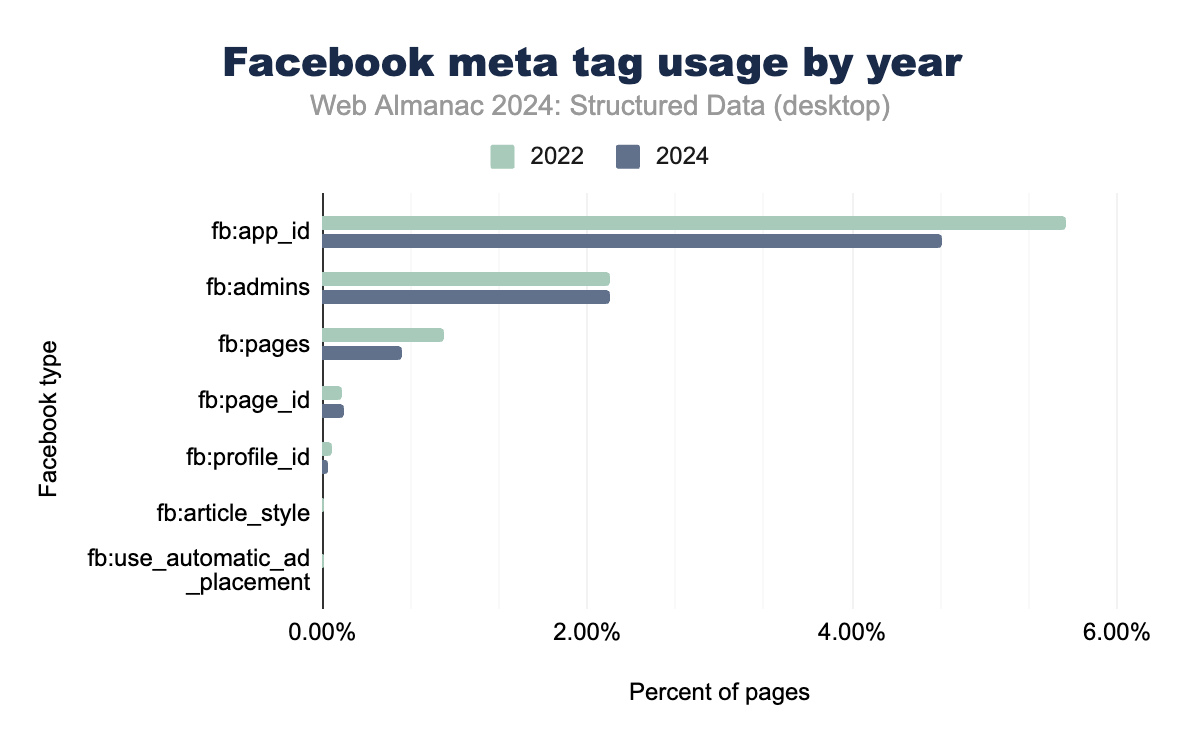 Facebook meta tag usage by year
Web Almanac 2024: Structured Data (desktop)
2022 2024
Facebook type
fb:app_id
fb:admins
fb:pages
fb:page_id
fb:profile_id
fb:article_style
fb:use_automatic_ad
_placement
0.00% 2.00% 4.00% 6.00%
Percent of pages